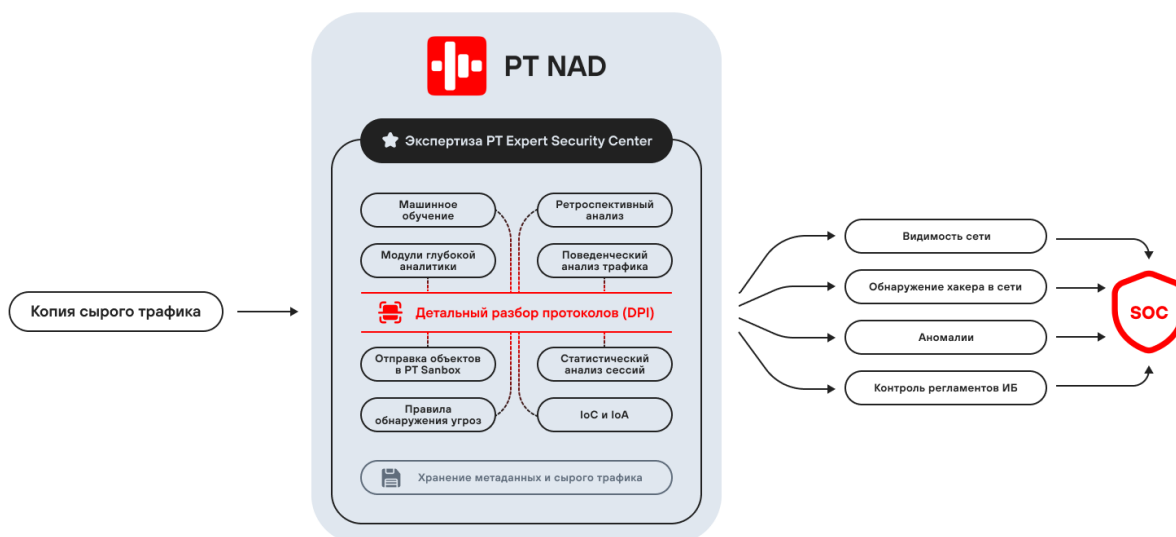 PT NAD
Экспертиза PT Expert Security Center
Машинное
обучение
Ретроспективный
анализ
Модули глубокой
аналитики
Поведенческий
анализ трафика
Копия сырого трафика
Детальный разбор протоколов (DPI)
Отправка объектов
в PT Sanbox
Статистический
анализ сессий
Правила
обнаружения угроз
IoC и IoA
Хранение метаданных и сырого трафика
Видимость сети
Обнаружение хакера в сети
Аномалии
Контроль регламентов ИБ
SOC